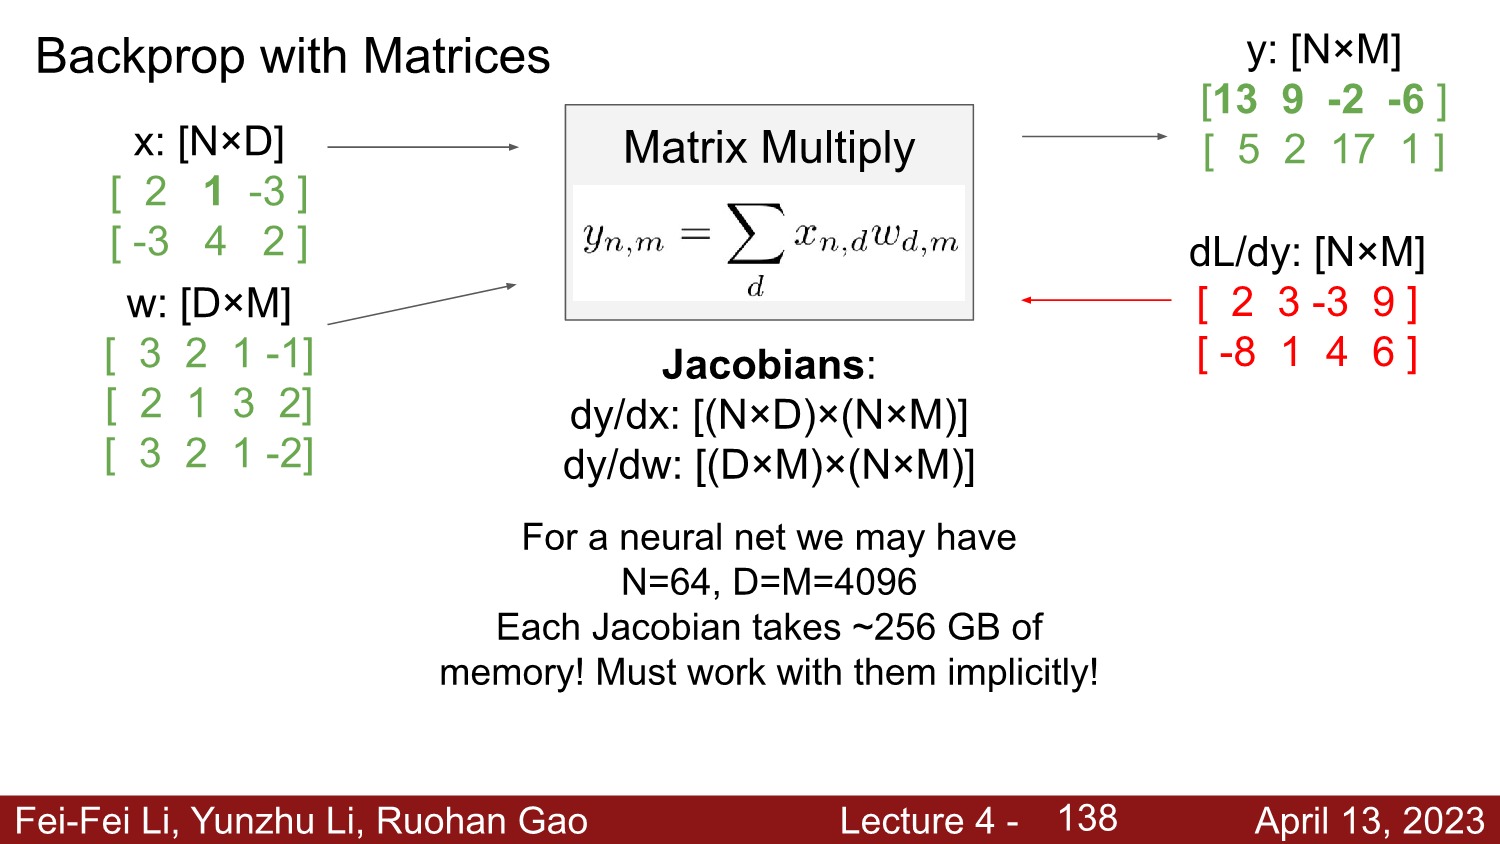 Backprop with Matrices
x: [N×D]
[ 2 1 -3 ]
[ -3 4 2 ]
w: [D×M]
[ 3 2 1 -1]
[ 2 1 3 2]
[ 3 2 1 -2]
Matrix Multiply
y_{n,m} = \sum_{d} x_{n,d} w_{d,m}
Jacobians:
dy/dx: [(N×D)×(N×M)]
dy/dw: [(D×M)×(N×M)]
For a neural net we may have
N=64, D=M=4096
Each Jacobian takes ~256 GB of
memory! Must work with them implicitly!
y: [N×M]
[13 9 -2 -6 ]
[ 5 2 17 1 ]
dL/dy: [N×M]
[ 2 3 -3 9 ]
[ -8 1 4 6 ]
Fei-Fei Li, Yunzhu Li, Ruohan Gao
Lecture 4 - 138
April 13, 2023